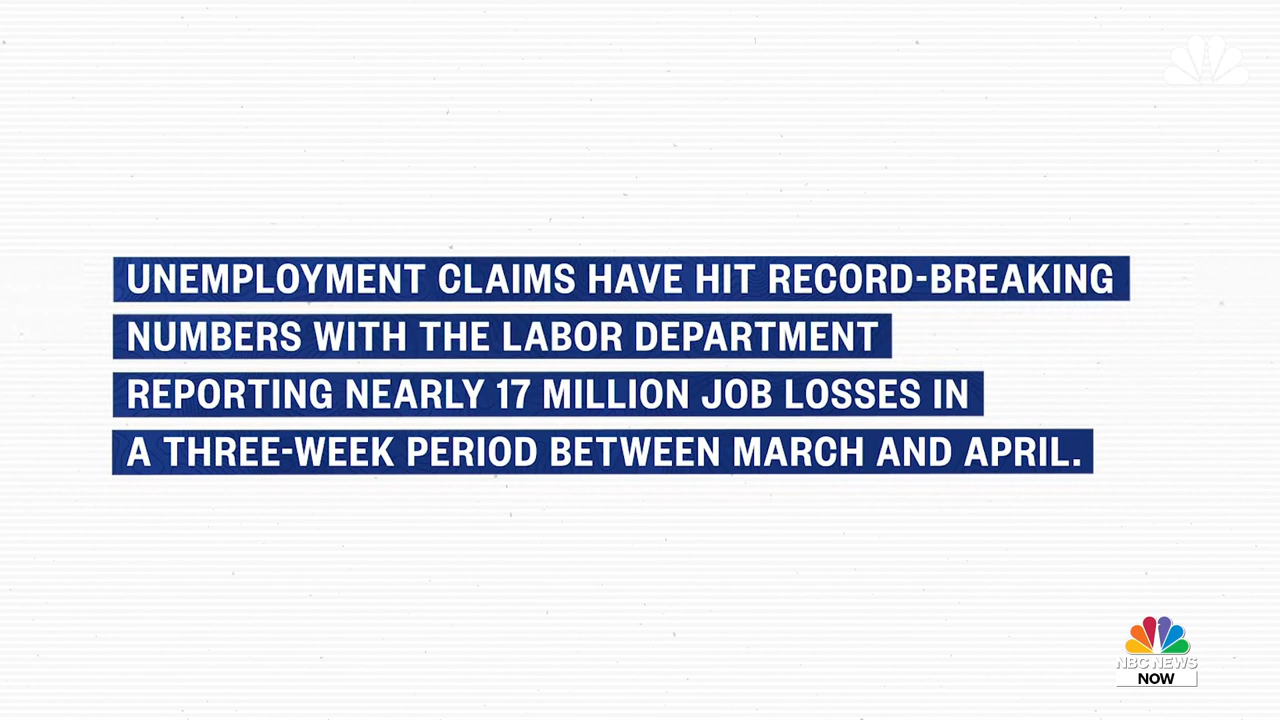 UNEMPLOYMENT CLAIMS HAVE HIT RECORD-BREAKING
NUMBERS WITH THE LABOR DEPARTMENT
REPORTING NEARLY 17 MILLION JOB LOSSES IN
A THREE-WEEK PERIOD BETWEEN MARCH AND APRIL.
NBC NEWS
NOW